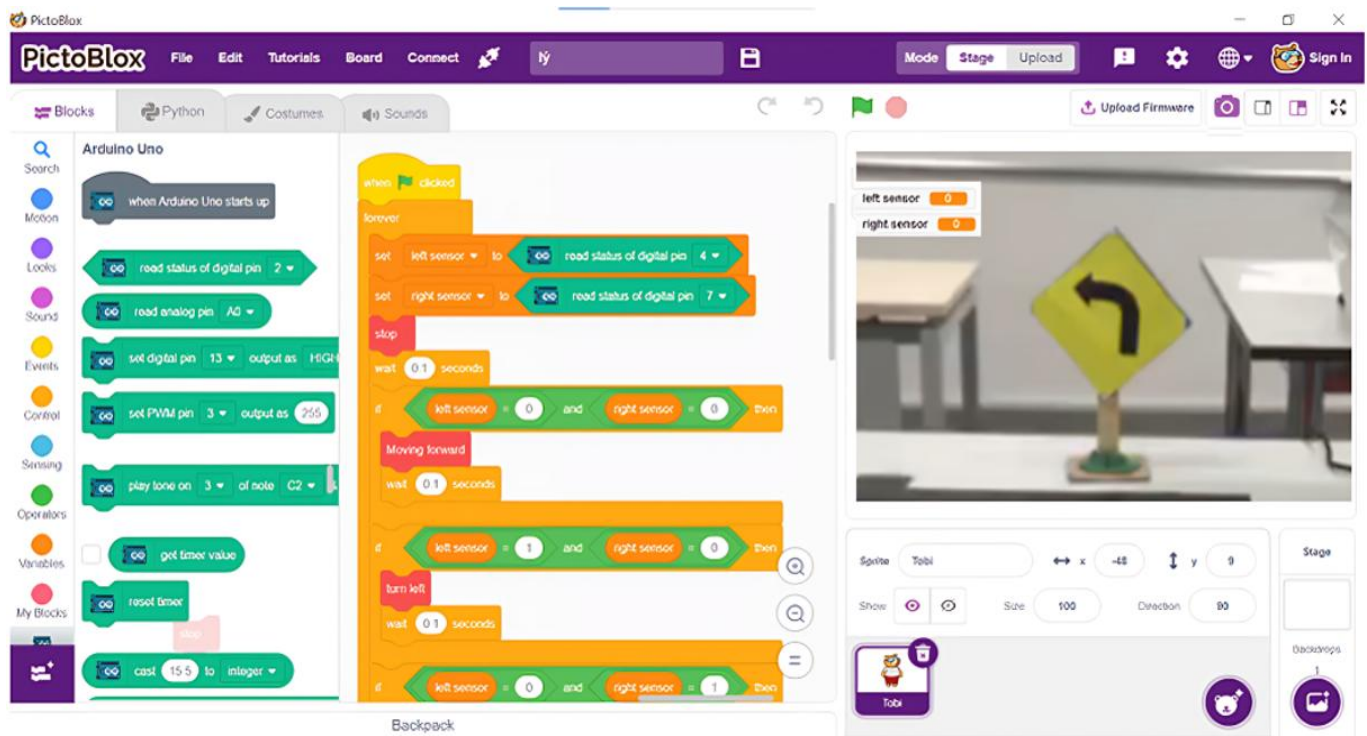 PictoBlox
PictoBlox File Edit Tutorials Board Connect lý Mode Stage Upload Sign In
Blocks Python Costumes Sounds Upload Firmware
Search
Motion
Looks
Sound
Events
Control
Sensing
Operators
Variables
My Blocks
Arduino Uno
when Arduino Uno starts up
read status of digital pin 2
read analog pin A0
set digital pin 13 output as HIGH
set PWM pin 3 output as 255
play tone on 3 of note C2
get timer value
reset timer
stop
cast 15.5 to integer
when clicked
forever
set left sensor to read status of digital pin 4
set right sensor to read status of digital pin 7
stop
wait 0.1 seconds
if left sensor = 0 and right sensor = 0 then
Moving forward
wait 0.1 seconds
if left sensor = 1 and right sensor = 0 then
turn left
wait 0.1 seconds
if left sensor = 0 and right sensor = 1 then
Backpack
left sensor 0
right sensor 0
Sprite Tobi x -48 y 9
Show Size 100 Direction 90
Tobi
Stage
Backdrops
1